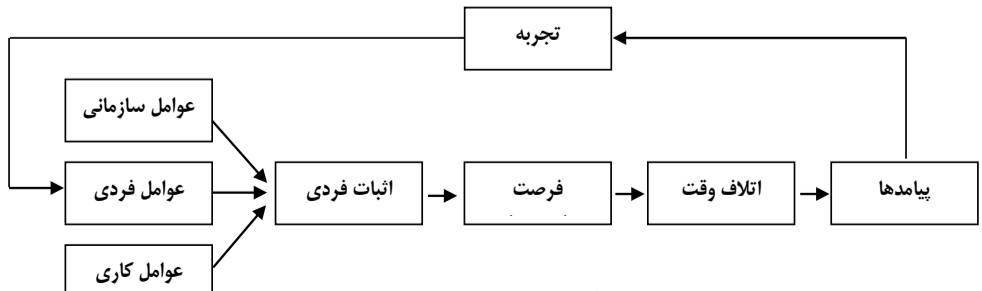 تجربه
عوامل سازمانی
عوامل فردی
اثبات فردی
فرصت
اتلاف وقت
پیامدها
عوامل کاری